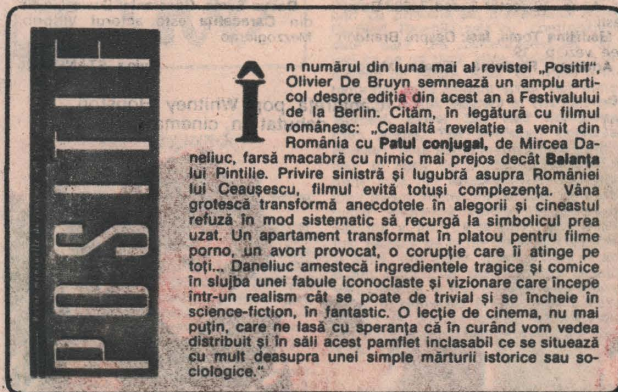 POSITIF
În numărul din luna mai al revistei „Positif”,
Olivier De Bruyn semnează un amplu arti-
col despre ediția din acest an a Festivalului
de la Berlin. Cităm, în legătură cu filmul
românesc: „Cealaltă revelație a venit din
România cu Patul conjugal, de Mircea Da-
neliuc, farsă macabră cu nimic mai prejos decât Balanța
lui Pintilie. Privire sinistră și lugubră asupra României
lui Ceaușescu, filmul evită totuși complezența. Vâna
grotescă transformă anecdotele în alegorii și cineastul
refuză în mod sistematic să recurgă la simbolicul prea
uzat. Un apartament transformat în platou pentru filme
porno, un avort provocat, o corupție care îi atinge pe
toți... Daneliuc amestecă ingredientele tragice și comice
în slujba unei fabule iconoclaste și vizionare care începe
într-un realism cât se poate de trivial și se încheie în
science-fiction, în fantastic. O lecție de cinema, nu mai
puțin, care ne lasă cu speranța că în curând vom vedea
distribuit și în săli acest pamflet inclasabil ce se situează
cu mult deasupra unei simple mărturii istorice sau so-
ciologice.“